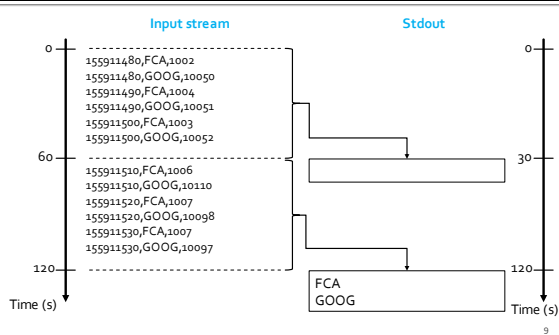 Input stream
Stdout
0
155911480,FCA,1002
155911480,GOOG,10050
155911490,FCA,1004
155911490,GOOG,10051
155911500,FCA,1003
155911500,GOOG,10052
60
155911510,FCA,1006
155911510,GOOG,10110
155911520,FCA,1007
155911520,GOOG,10098
155911530,FCA,1007
155911530,GOOG,10097
120
Time (s)
0
30
120
FCA
GOOG
Time (s)
9